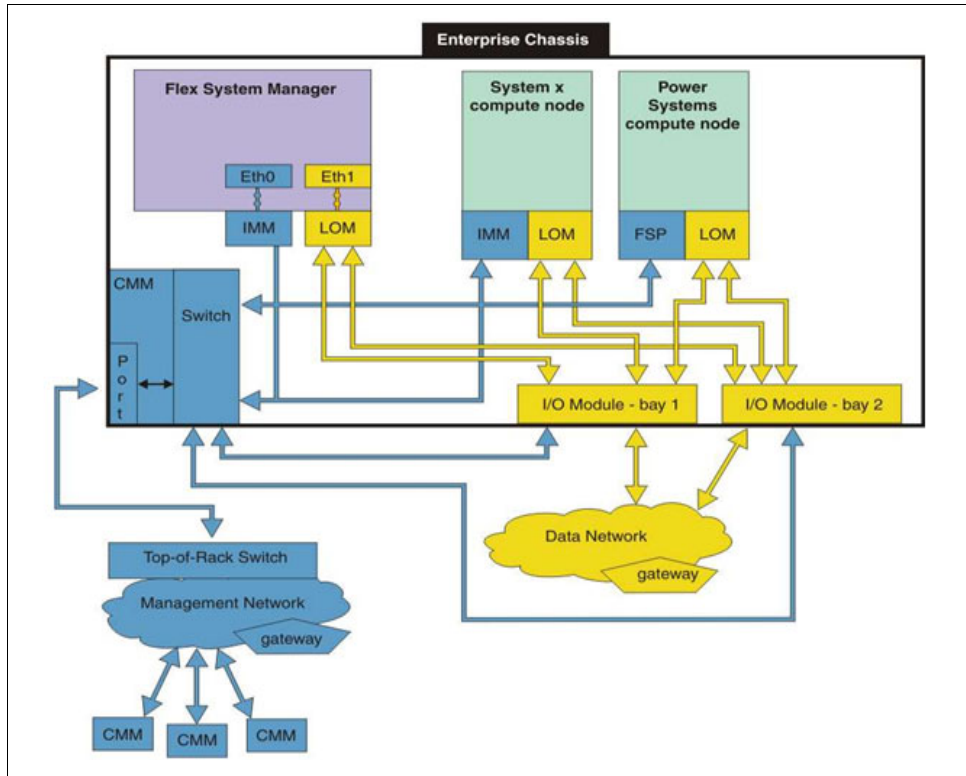 Enterprise Chassis
Flex System Manager
Eth0
Eth1
IMM
LOM
System x
compute node
IMM
LOM
Power
Systems
compute node
FSP
LOM
CMM
Switch
P
o
r
t
I/O Module - bay 1
I/O Module - bay 2
Data Network
gateway
Top-of-Rack Switch
Management Network
gateway
CMM
CMM
CMM